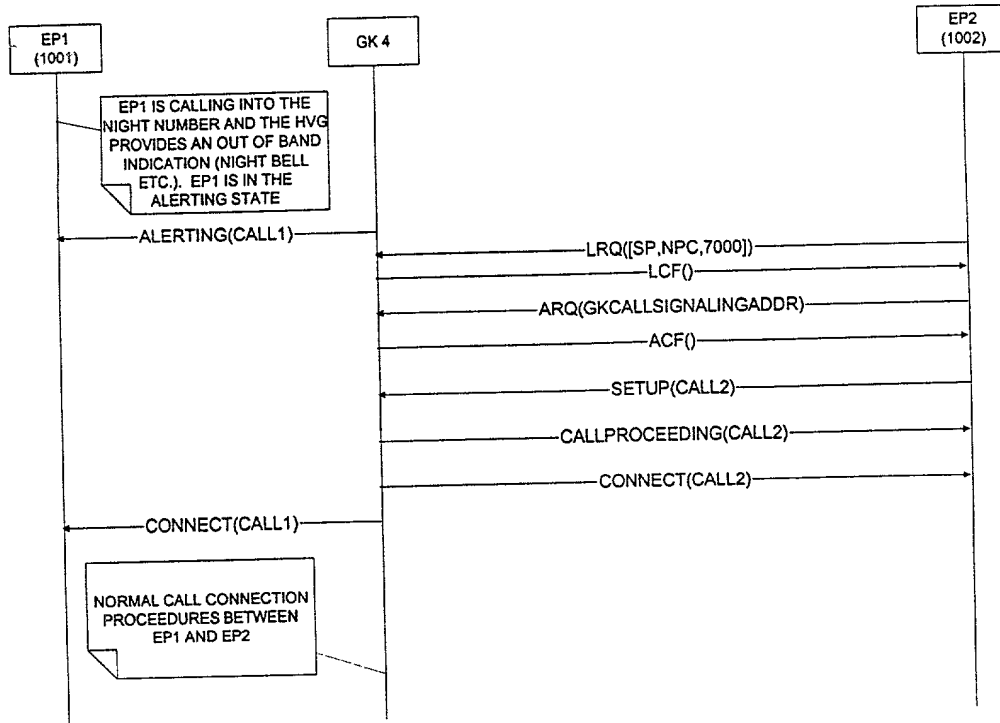 EP1
(1001)
GK 4
EP2
(1002)
EP1 IS CALLING INTO THE
NIGHT NUMBER AND THE HVG
PROVIDES AN OUT OF BAND
INDICATION (NIGHT BELL
ETC.). EP1 IS IN THE
ALERTING STATE
ALERTING(CALL1)
LRQ([SP,NPC,7000])
LCF()
ARQ(GKCALLSIGNALINGADDR)
ACF()
SETUP(CALL2)
CALLPROCEEDING(CALL2)
CONNECT(CALL2)
CONNECT(CALL1)
NORMAL CALL CONNECTION
PROCEEDURES BETWEEN
EP1 AND EP2